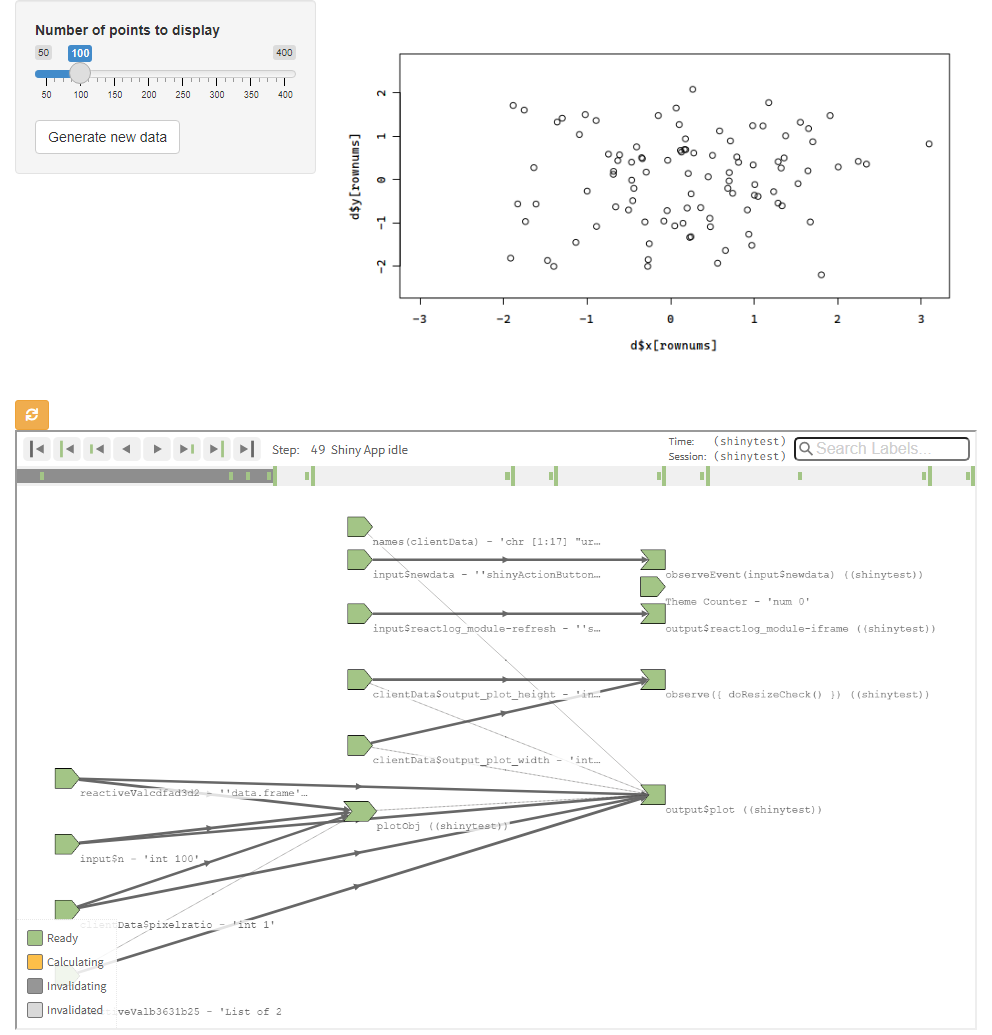 Number of points to display
50 100 400
50 100 150 200 250 300 350 400
Generate new data
d$y[rownums]
2
1
0
-1
-2
-3 -2 -1 0 1 2 3
d$x[rownums]
Step: 49 Shiny App idle
Time: (shinytest)
Session: (shinytest)
Search Labels...
names(clientData) - 'chr [1:17] "ur…
input$newdata - ''shinyActionButton…
observeEvent(input$newdata) ((shinytest))
Theme Counter - 'num 0'
input$reactlog_module-refresh - ''s…
output$reactlog_module-iframe ((shinytest))
clientData$output_plot_height - 'in…
observe({ doResizeCheck() }) ((shinytest))
clientData$output_plot_width - 'int…
reactiveValcdfad3d2 - ''data.frame'…
output$plot ((shinytest))
plotObj ((shinytest))
input$n - 'int 100'
clientData$pixelratio - 'int 1'
Ready
Calculating
Invalidating
Invalidated
iveValb3631b25 - 'List of 2